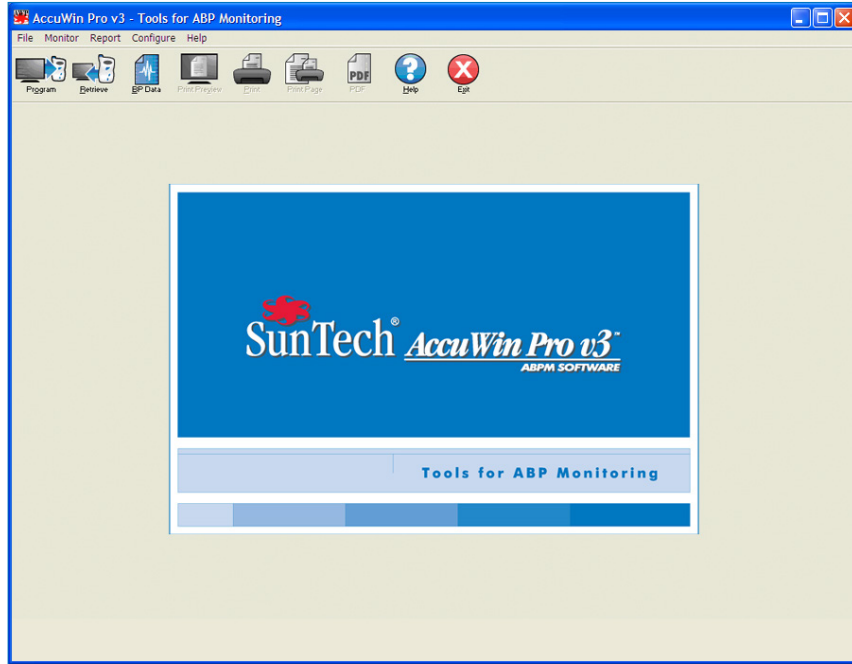 AccuWin Pro v3 - Tools for ABP Monitoring
File Monitor Report Configure Help
Program Retrieve BP Data Print Preview Print Print Page PDF Help Exit
PDF
SunTech® AccuWin Pro v3™
ABPM SOFTWARE
Tools for ABP Monitoring